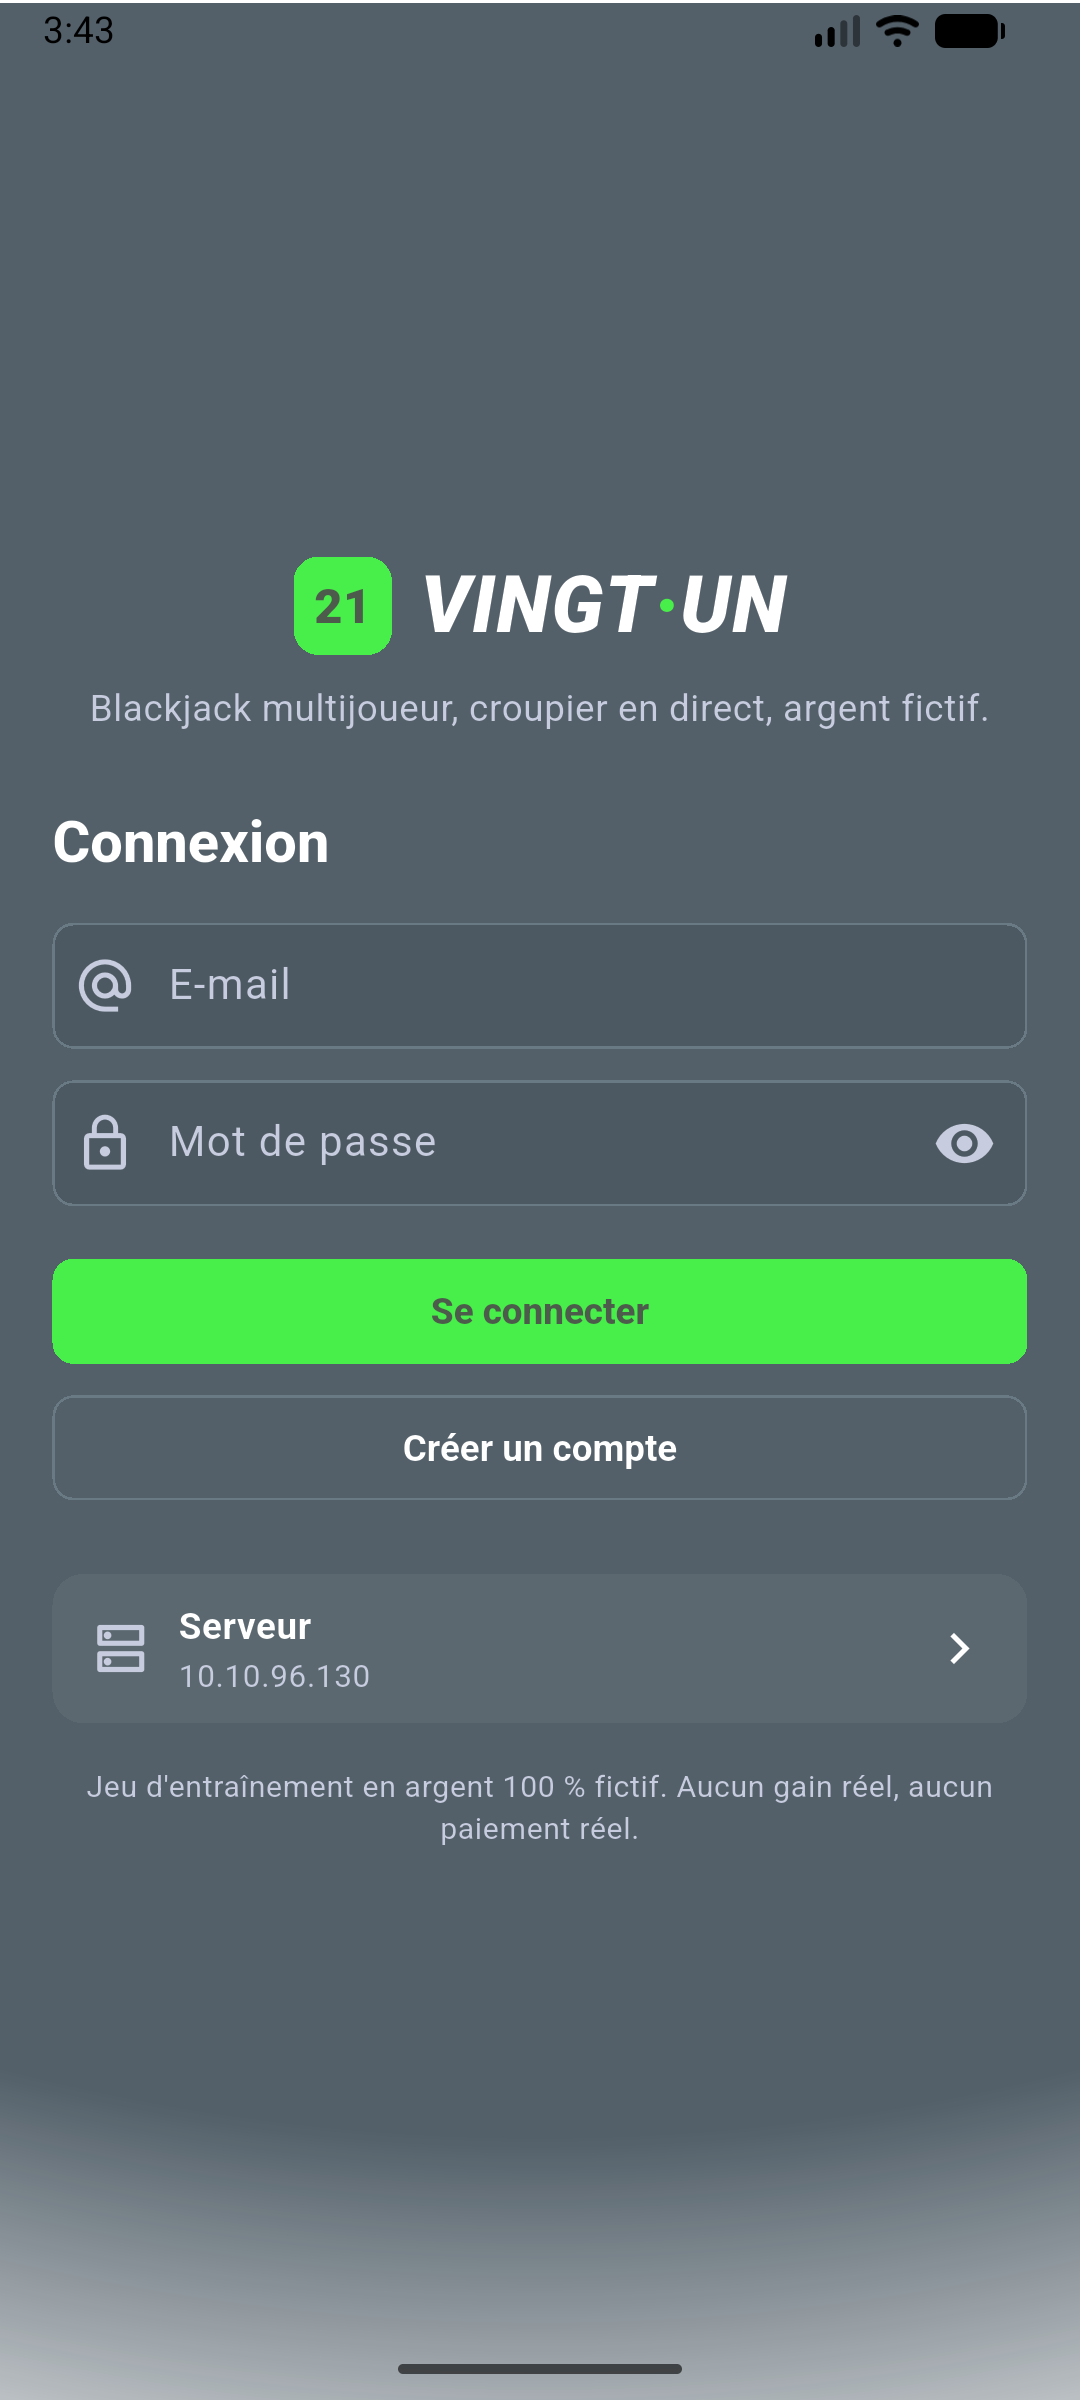 3:43
21 VINGT·UN
Blackjack multijoueur, croupier en direct, argent fictif.
Connexion
E-mail
Mot de passe
Se connecter
Créer un compte
Serveur
10.10.96.130
Jeu d'entraînement en argent 100 % fictif. Aucun gain réel, aucun
paiement réel.